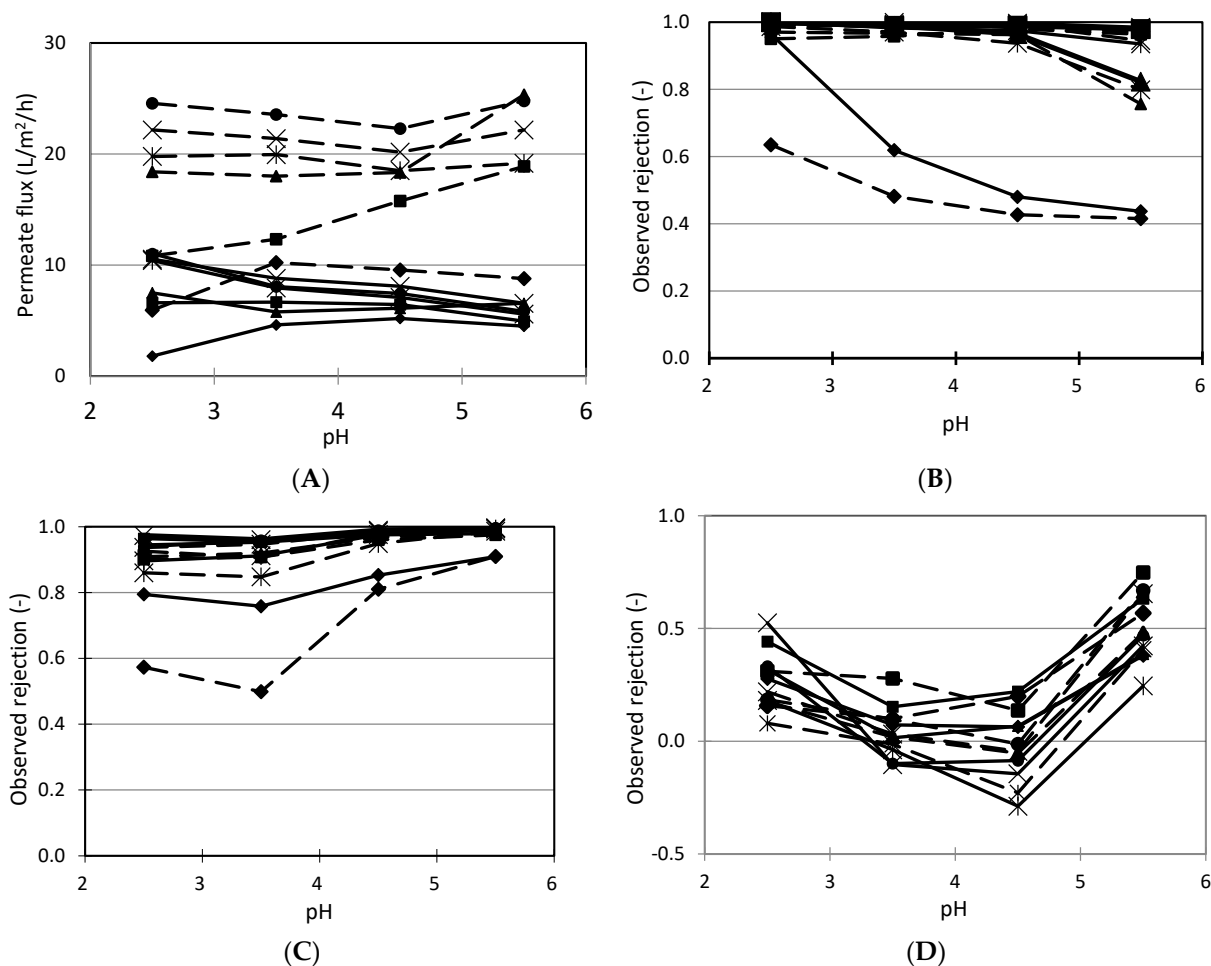 30
20
10
0
Permeate flux (L/m²/h)
2 3 4 5 6
pH
(A)
1.0
0.8
0.6
0.4
0.2
0.0
Observed rejection (-)
2 3 4 5 6
pH
(B)
1.0
0.8
0.6
0.4
0.2
0.0
Observed rejection (-)
2 3 4 5 6
pH
(C)
1.0
0.5
0.0
-0.5
Observed rejection (-)
2 3 4 5 6
pH
(D)